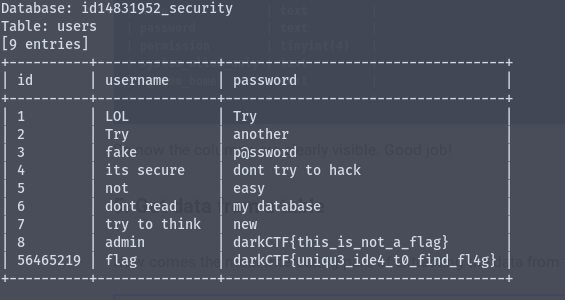 Database: id14831952_security
Table: users
[9 entries]
id | username | password
1 | LOL | Try
2 | Try | another
3 | fake | p@ssword
4 | its secure | dont try to hack
5 | not | easy
6 | dont read | my database
7 | try to think | new
8 | admin | darkCTF{this_is_not_a_flag}
56465219 | flag | darkCTF{uniqu3_ide4_t0_find_fl4g}